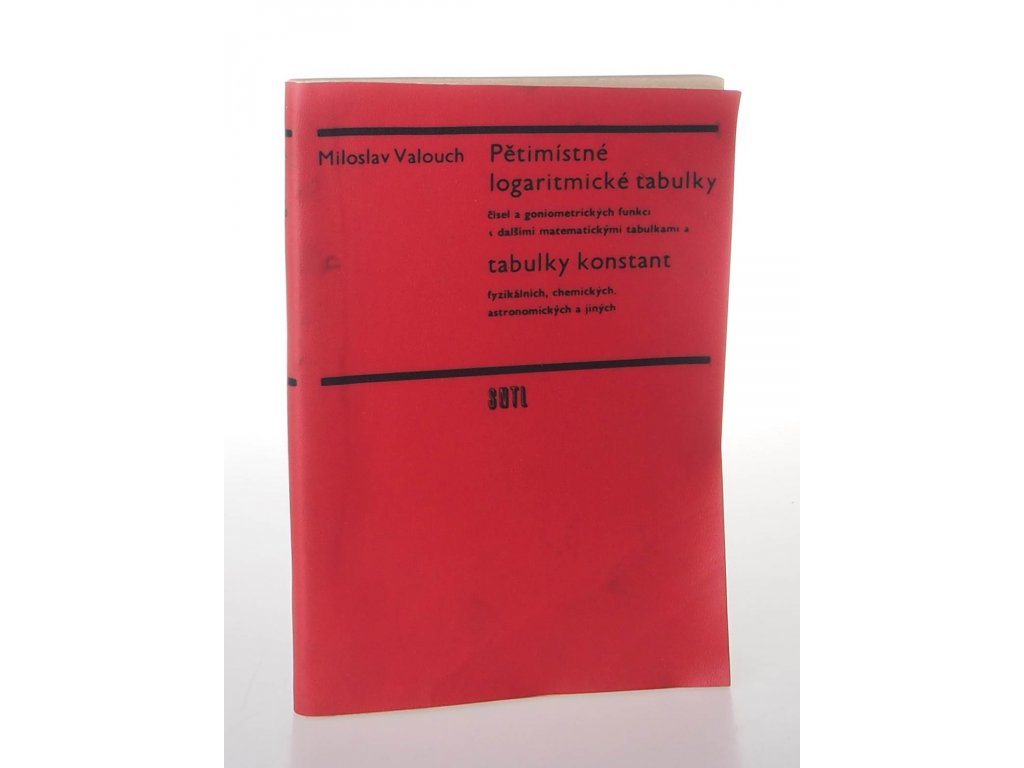 Miloslav Valouch
Pětimístné
logaritmické tabulky
čísel a goniometrických funkcí
s dalšími matematickými tabulkami a
tabulky konstant
fyzikálních, chemických,
astronomických a jiných
SNTL